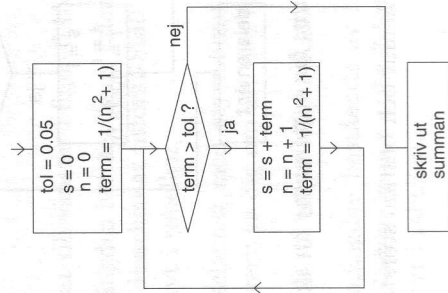 tol = 0.05
s = 0
n = 0
term = 1/(n² + 1)
term > tol ?
nej
ja
s = s + term
n = n + 1
term = 1/(n² + 1)
skriv ut
summan